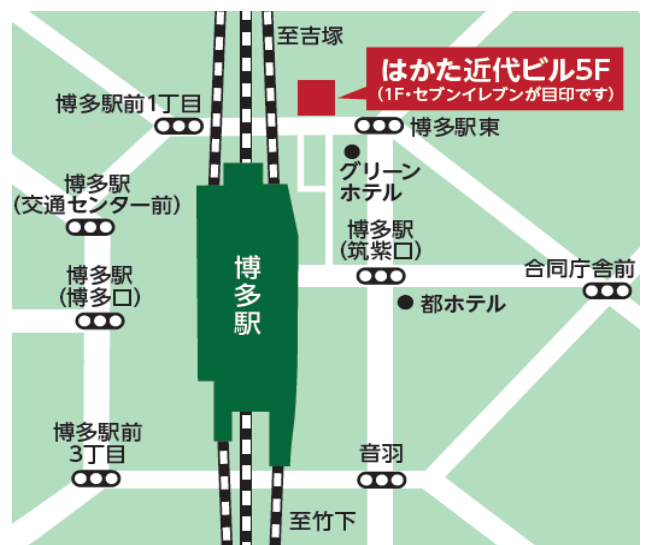 至吉塚
はかた近代ビル5F
(1F・セブンイレブンが目印です)
博多駅前1丁目
博多駅東
グリーン
ホテル
博多駅
(交通センター前)
博多駅
(筑紫口)
博多駅
合同庁舎前
博多駅
(博多口)
都ホテル
博多駅前
3丁目
音羽
至竹下